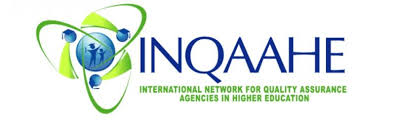 INQAAHE
INTERNATIONAL NETWORK FOR QUALITY ASSURANCE
AGENCIES IN HIGHER EDUCATION